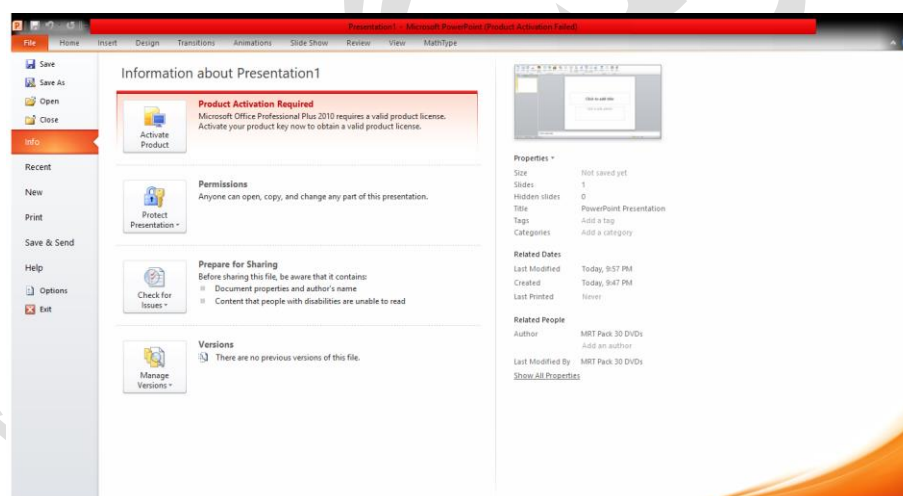 Presentation1 - Microsoft PowerPoint (Product Activation Failed)
File Home Insert Design Transitions Animations Slide Show Review View MathType
Save
Save As
Open
Close
Info
Recent
New
Print
Save & Send
Help
Options
Exit
Information about Presentation1
Activate Product
Product Activation Required
Microsoft Office Professional Plus 2010 requires a valid product license.
Activate your product key now to obtain a valid product license.
Protect Presentation
Permissions
Anyone can open, copy, and change any part of this presentation.
Check for Issues
Prepare for Sharing
Before sharing this file, be aware that it contains:
Document properties and author's name
Content that people with disabilities are unable to read
Manage Versions
Versions
There are no previous versions of this file.
Click to add title
Properties
Size Not saved yet
Slides 1
Hidden slides 0
Title PowerPoint Presentation
Tags Add a tag
Categories Add a category
Related Dates
Last Modified Today, 9:57 PM
Created Today, 9:47 PM
Last Printed Never
Related People
Author MRT Pack 30 DVDs
Add an author
Last Modified By MRT Pack 30 DVDs
Show All Properties